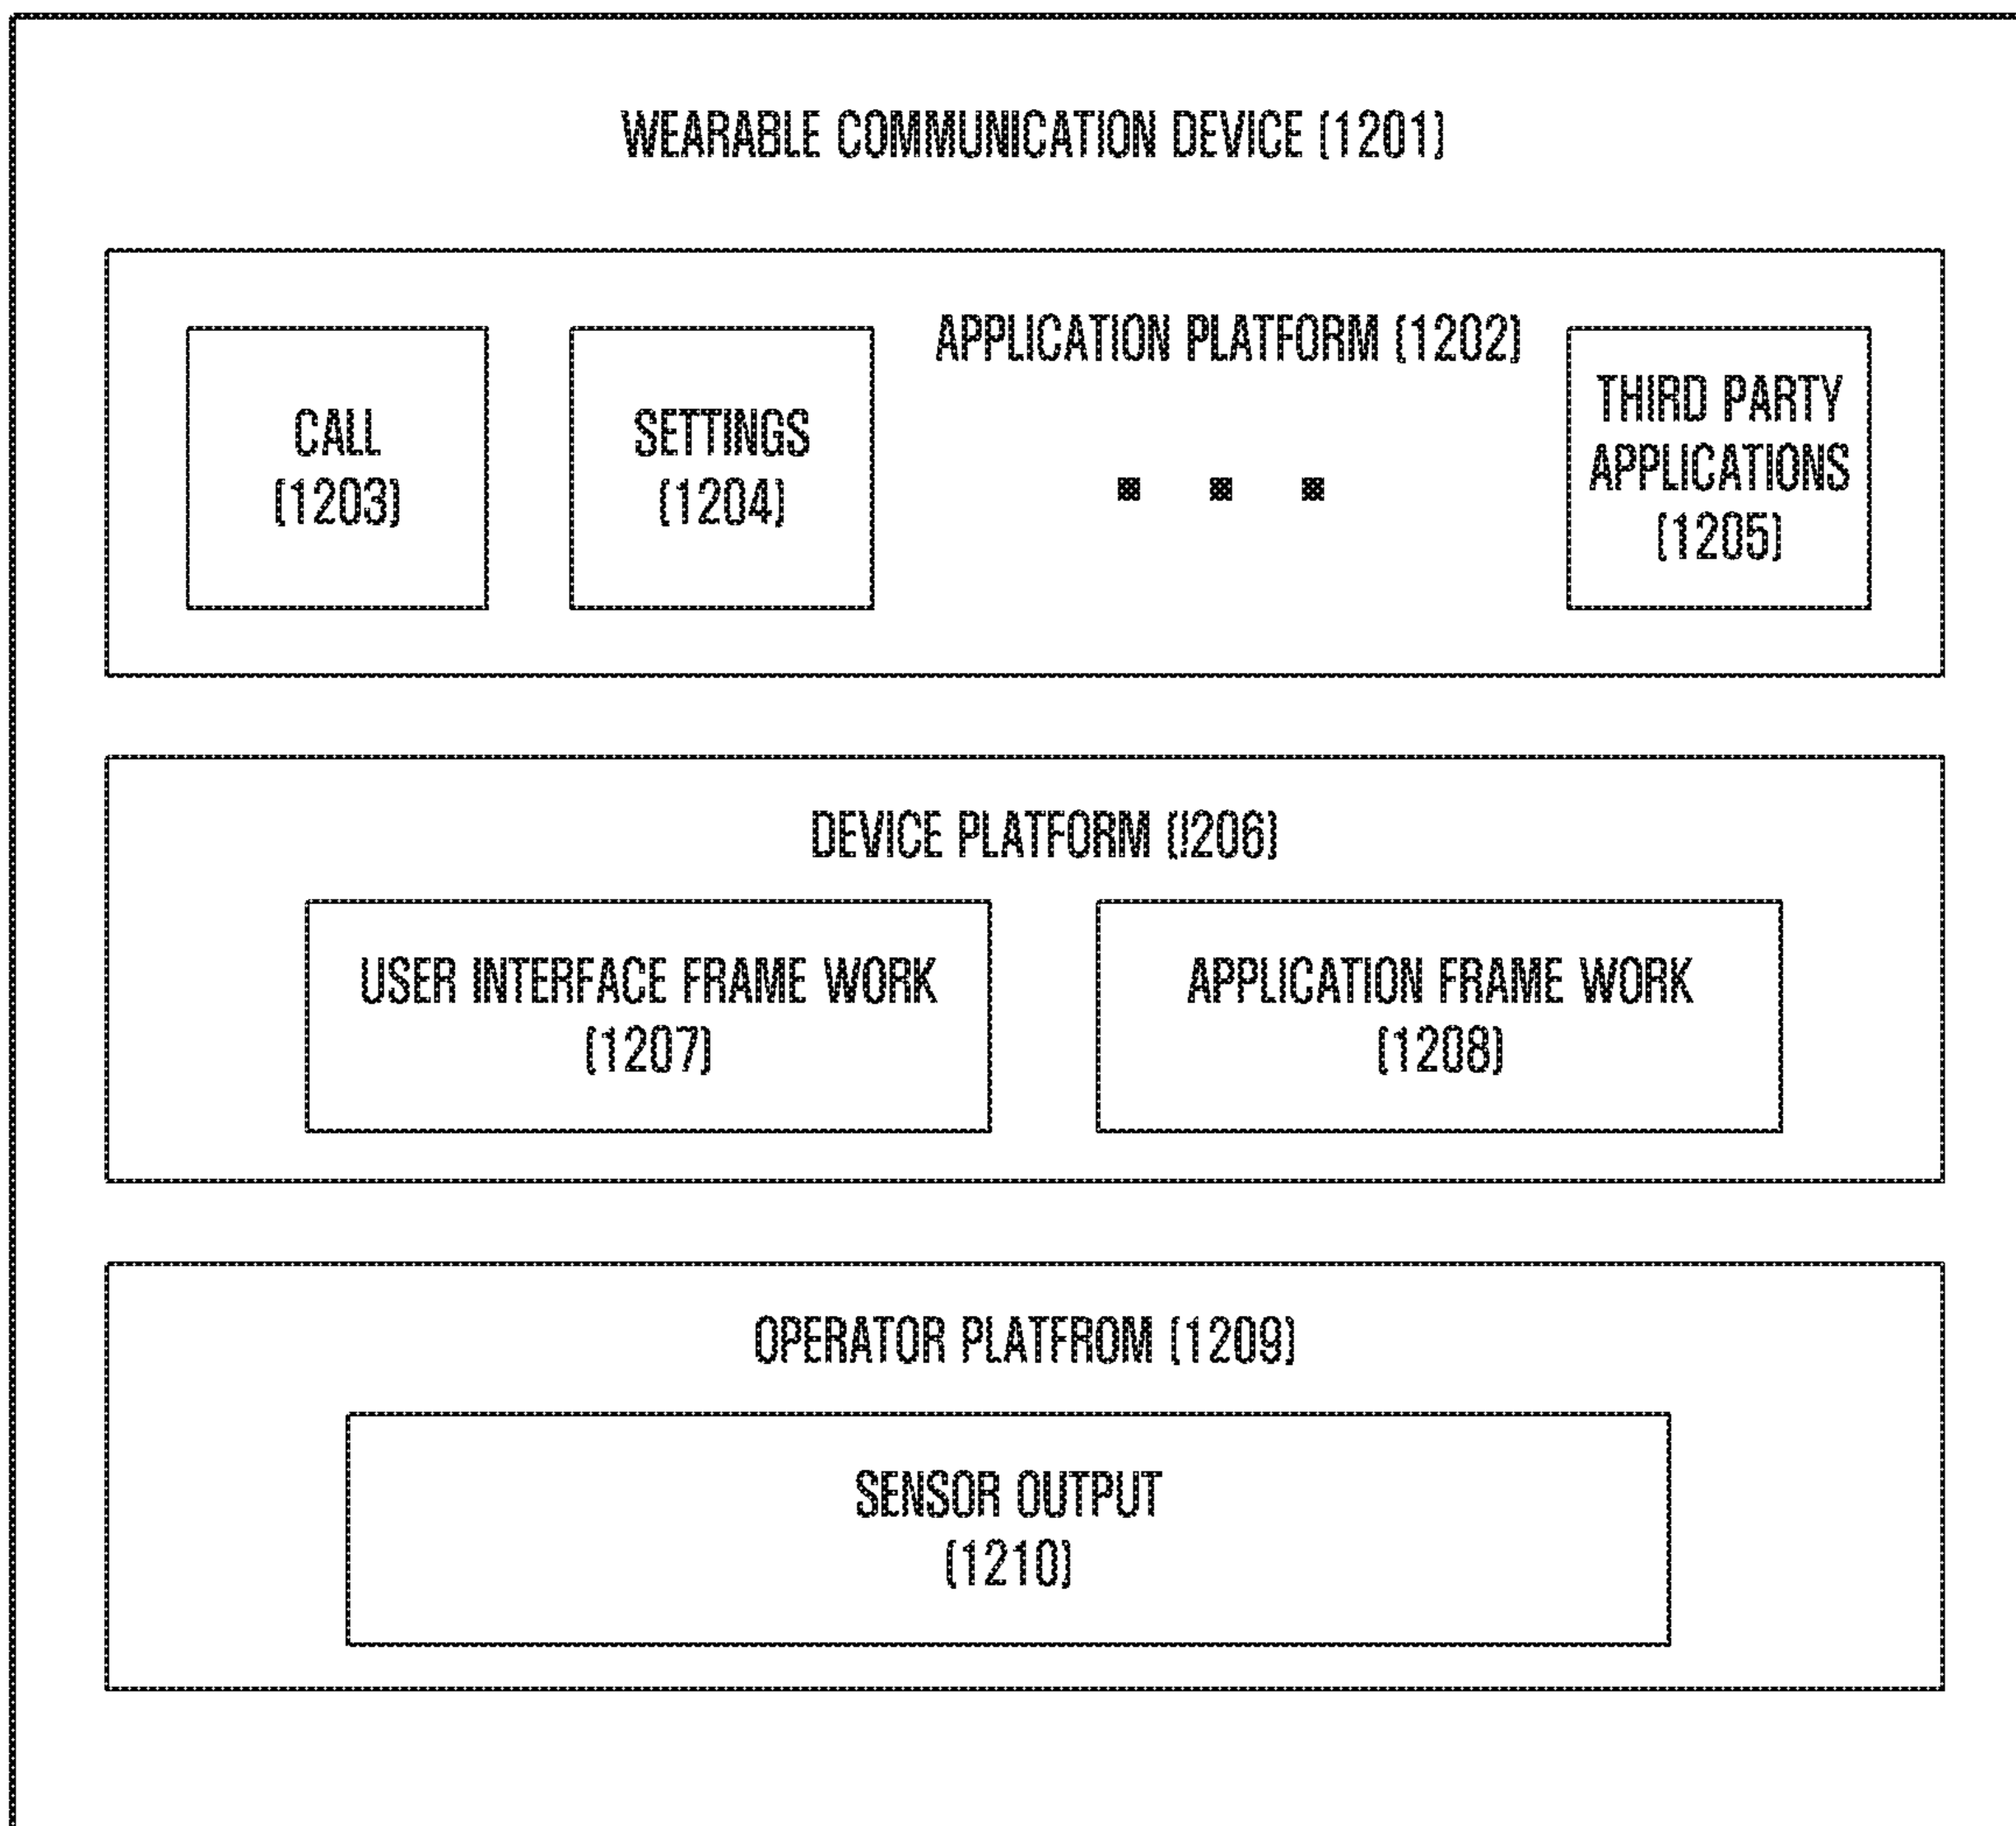 WEARABLE COMMUNICATION DEVICE (1201)
APPLICATION PLATFORM (1202)
CALL
(1203)
SETTINGS
(1204)
THIRD PARTY
APPLICATIONS
(1205)
DEVICE PLATFORM (!206)
USER INTERFACE FRAME WORK
(1207)
APPLICATION FRAME WORK
(1208)
OPERATOR PLATFROM (1209)
SENSOR OUTPUT
(1210)